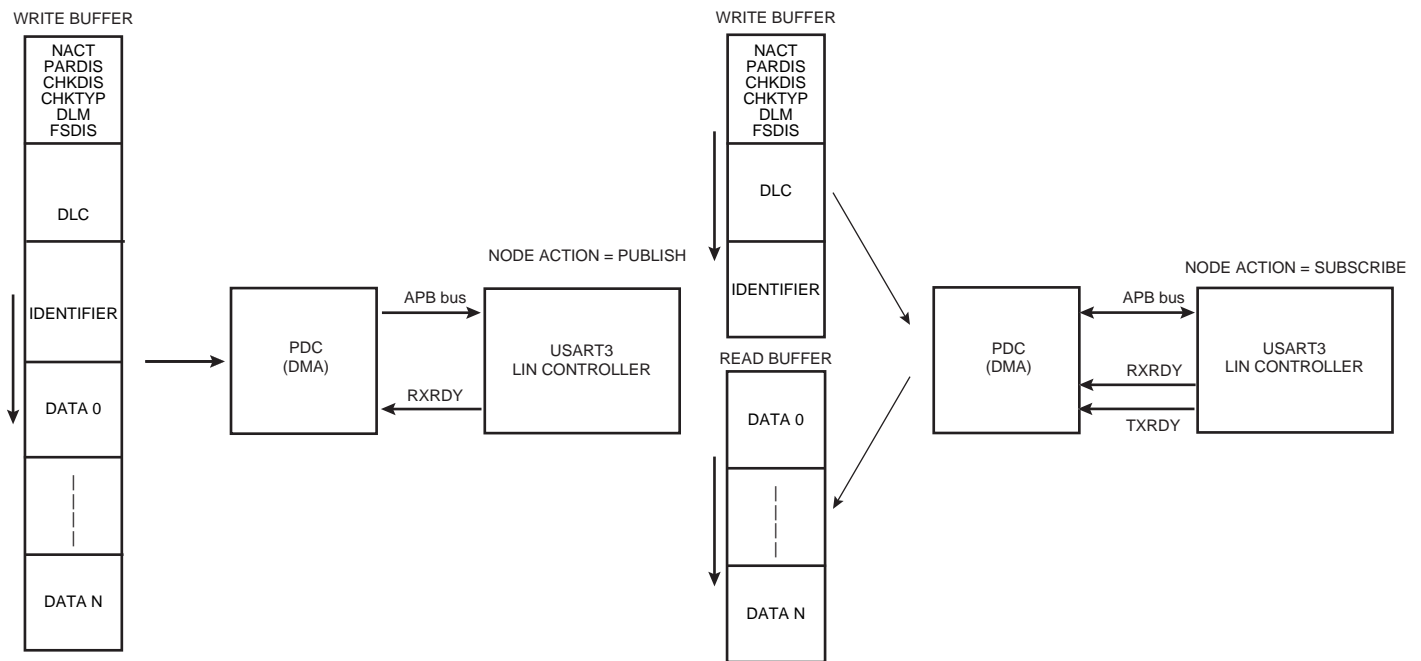 WRITE BUFFER
NACT
PARDIS
CHKDIS
CHKTYP
DLM
FSDIS
DLC
IDENTIFIER
DATA 0
DATA N
NODE ACTION = PUBLISH
PDC
(DMA)
APB bus
RXRDY
USART3
LIN CONTROLLER
WRITE BUFFER
NACT
PARDIS
CHKDIS
CHKTYP
DLM
FSDIS
DLC
IDENTIFIER
READ BUFFER
DATA 0
DATA N
NODE ACTION = SUBSCRIBE
PDC
(DMA)
APB bus
RXRDY
TXRDY
USART3
LIN CONTROLLER